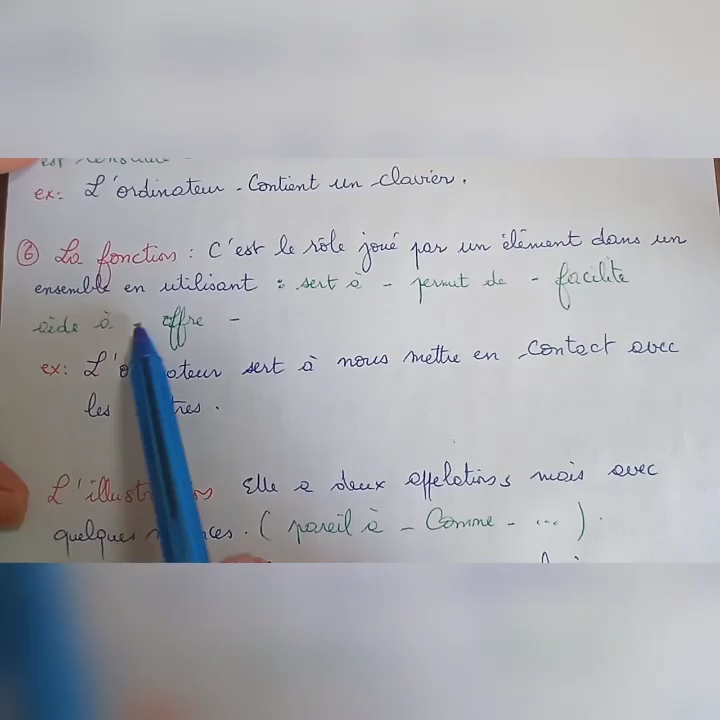 est
ex: L'ordinateur - Contient un clavier.
⑥ La fonction : C'est le rôle joué par un élément dans un
ensemble en utilisant : sert à - permet de - facilite
aide à - offre -
ex: sert à nous mettre en contact avec
les
Elle a deux appelations mais avec
quelques (pareil à - Comme - ...).